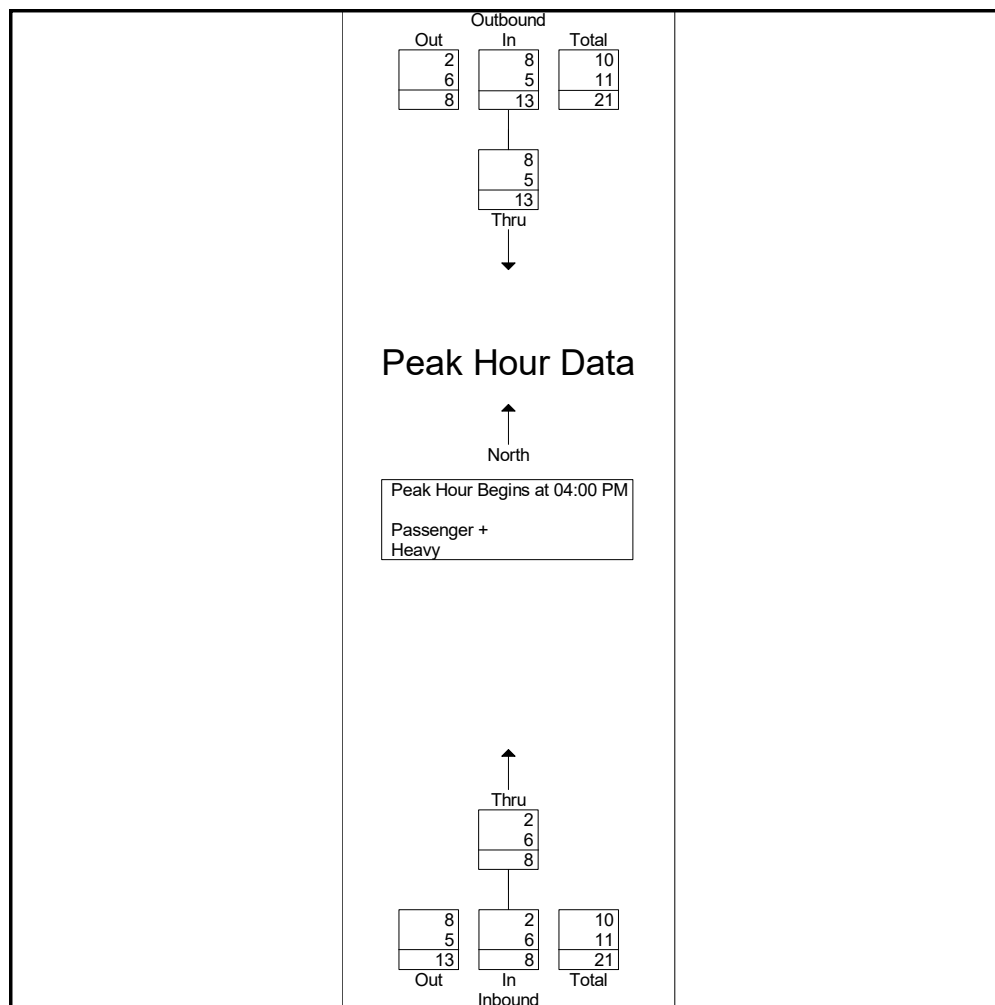 Outbound
Out In Total
2 8 10
6 5 11
8 13 21
8
5
13
Thru
Peak Hour Data
North
Peak Hour Begins at 04:00 PM
Passenger +
Heavy
Thru
2
6
8
8 2 10
5 6 11
13 8 21
Out In Total
Inbound